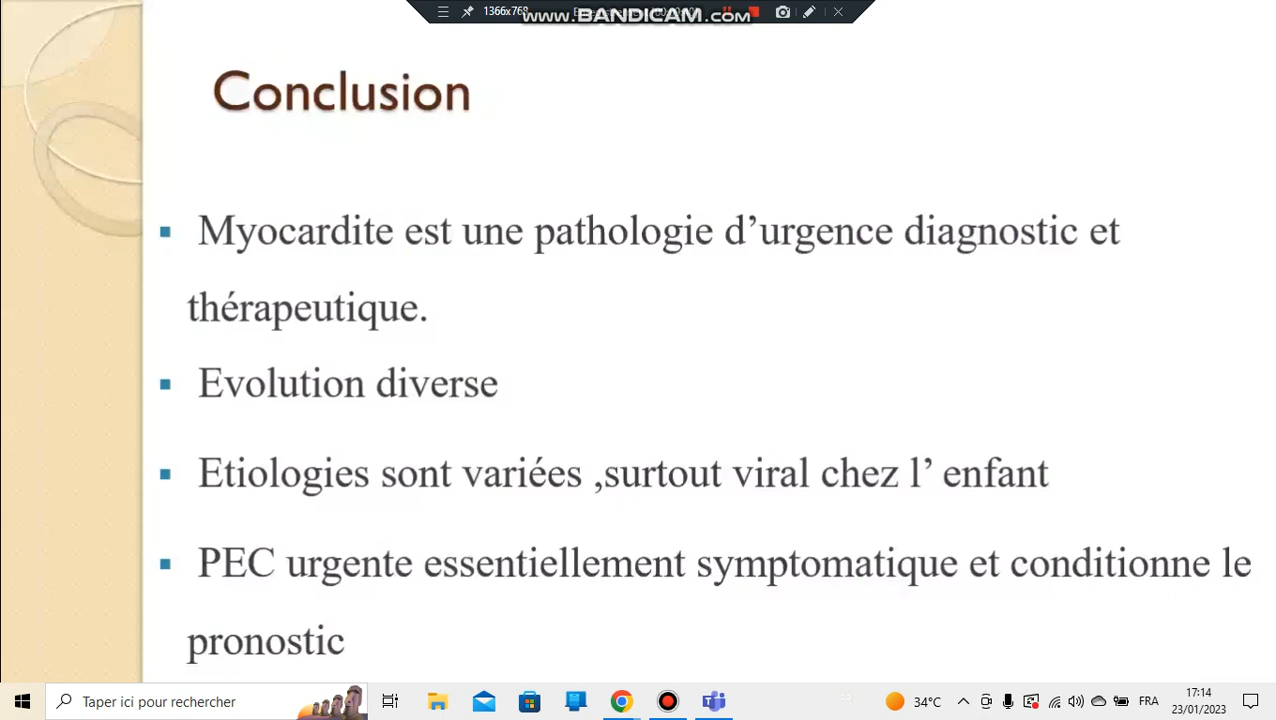 1366x768
www.BANDICAM.com
Conclusion
Myocardite est une pathologie d’urgence diagnostic et
thérapeutique.
Evolution diverse
Etiologies sont variées ,surtout viral chez l’ enfant
PEC urgente essentiellement symptomatique et conditionne le
pronostic
Taper ici pour rechercher
34°C
FRA
17:14
23/01/2023